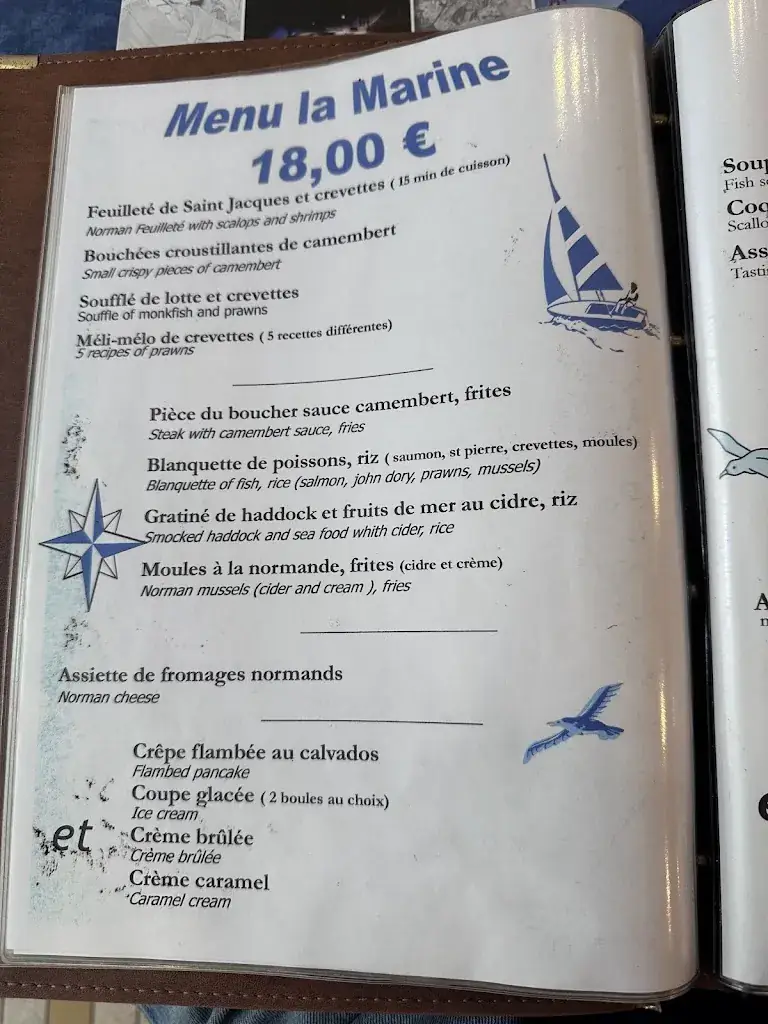 Menu la Marine
18,00 €
Feuilleté de Saint Jacques et crevettes ( 15 min de cuisson)
Norman Feuilleté with scalops and shrimps
Bouchées croustillantes de camembert
Small crispy pieces of camembert
Soufflé de lotte et crevettes
Souffle of monkfish and prawns
Méli-mélo de crevettes ( 5 recettes différentes)
5 recipes of prawns
Pièce du boucher sauce camembert, frites
Steak with camembert sauce, fries
Blanquette de poissons, riz ( saumon, st pierre, crevettes, moules)
Blanquette of fish, rice (salmon, john dory, prawns, mussels)
Gratiné de haddock et fruits de mer au cidre, riz
Smocked haddock and sea food whith cider, rice
Moules à la normande, frites (cidre et crème)
Norman mussels (cider and cream ), fries
Assiette de fromages normands
Norman cheese
Crêpe flambée au calvados
Flambed pancake
Coupe glacée ( 2 boules au choix)
Ice cream
et
Crème brûlée
Crème brûlée
Crème caramel
Caramel cream
Fish